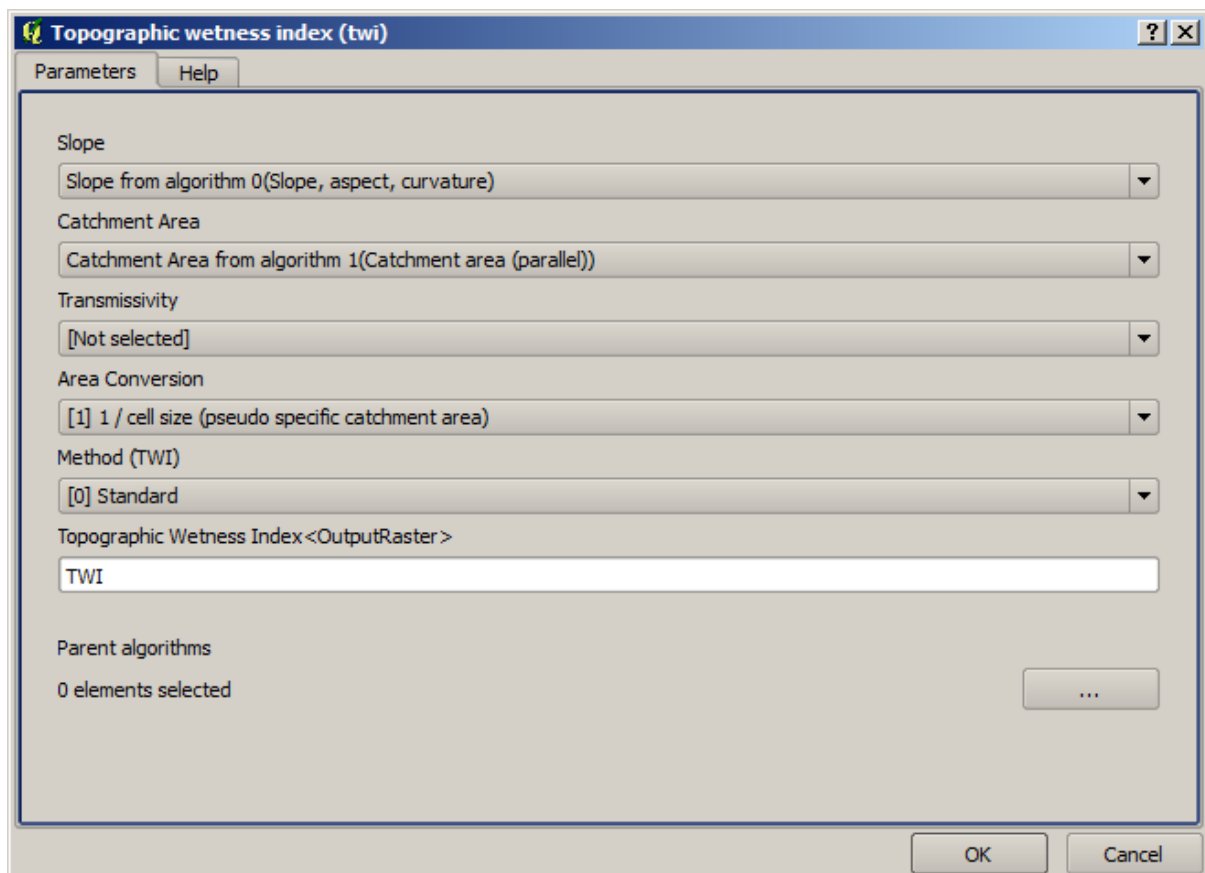 Topographic wetness index (twi)
Parameters Help
Slope
Slope from algorithm 0(Slope, aspect, curvature)
Catchment Area
Catchment Area from algorithm 1(Catchment area (parallel))
Transmissivity
[Not selected]
Area Conversion
[1] 1 / cell size (pseudo specific catchment area)
Method (TWI)
[0] Standard
Topographic Wetness Index<OutputRaster>
TWI
Parent algorithms
0 elements selected ...
OK Cancel